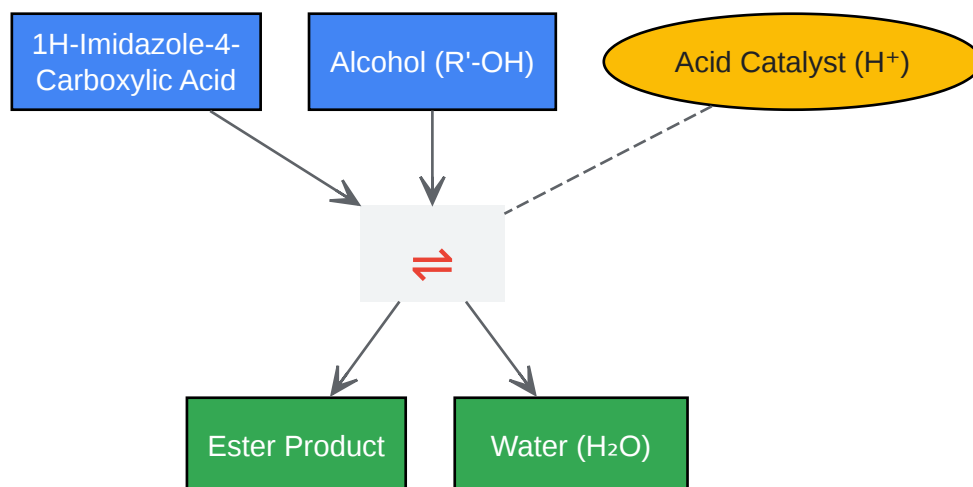 1H-Imidazole-4-
Carboxylic Acid
Alcohol (R'-OH)
Acid Catalyst (H⁺)
⇌
Ester Product
Water (H₂O)